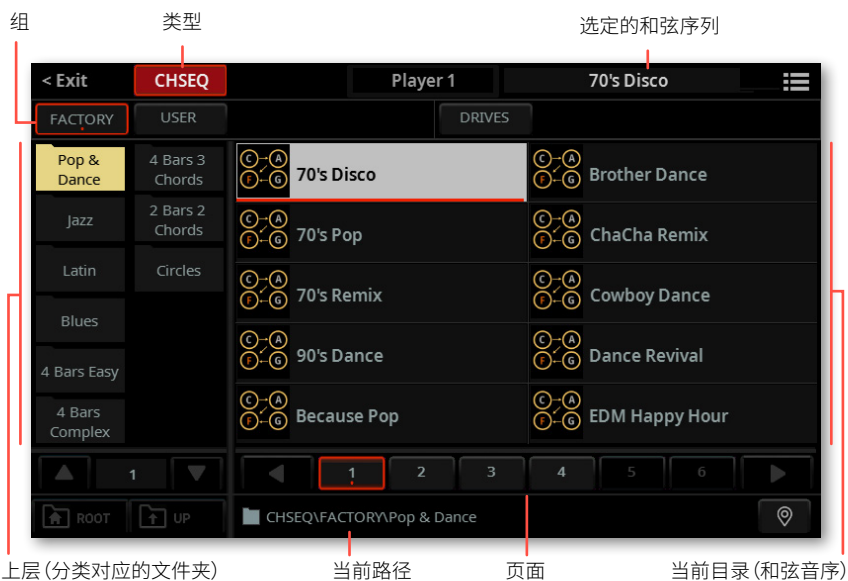 组 类型 选定的和弦序列
< Exit CHSEQ Player 1 70's Disco
FACTORY USER DRIVES
Pop & Dance
4 Bars 3 Chords
Jazz
2 Bars 2 Chords
Latin
Circles
Blues
4 Bars Easy
4 Bars Complex
C A F G 70's Disco
C A F G Brother Dance
C A F G 70's Pop
C A F G ChaCha Remix
C A F G 70's Remix
C A F G Cowboy Dance
C A F G 90's Dance
C A F G Dance Revival
C A F G Because Pop
C A F G EDM Happy Hour
1 1 2 3 4 5 6
ROOT UP CHSEQ\FACTORY\Pop & Dance
上层（分类对应的文件夹） 当前路径 页面 当前目录（和弦音序）